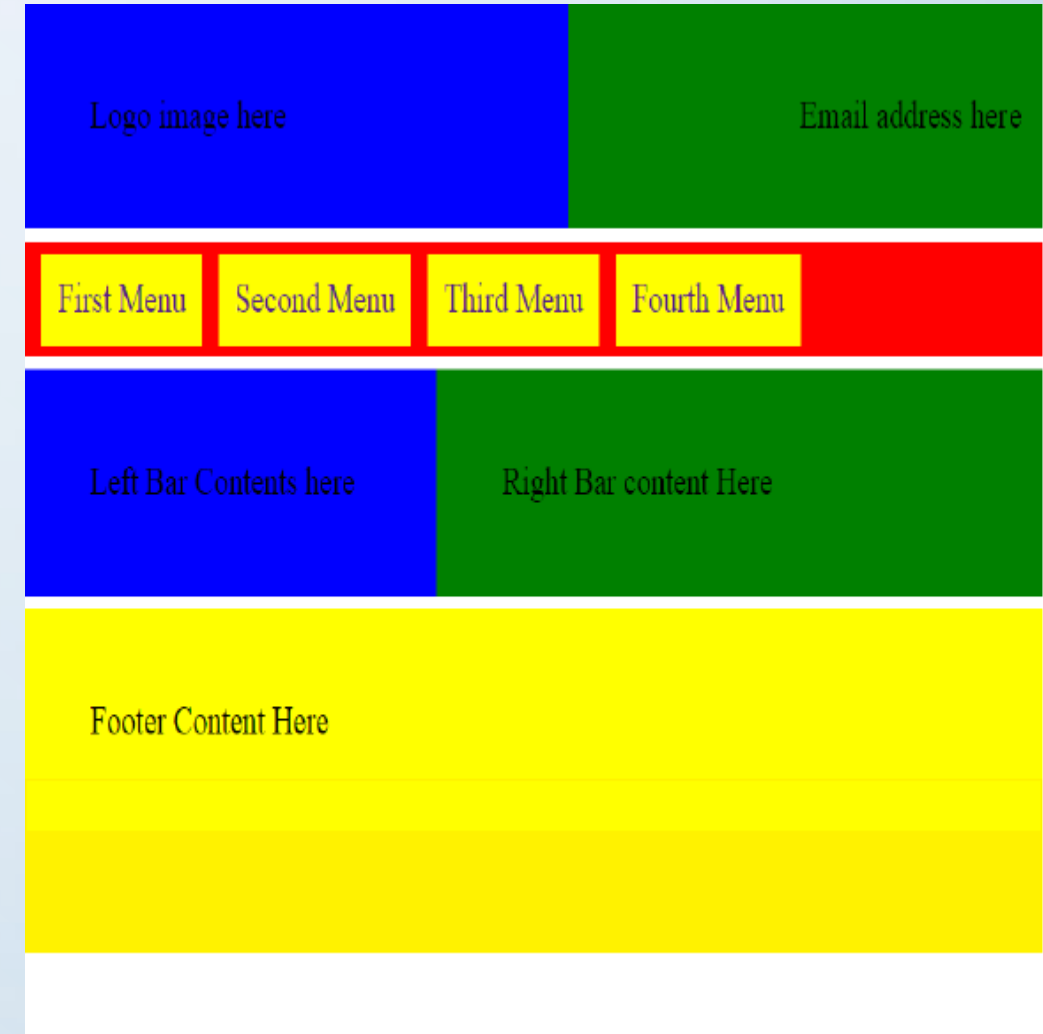 Logo image here
Email address here
First Menu
Second Menu
Third Menu
Fourth Menu
Left Bar Contents here
Right Bar content Here
Footer Content Here